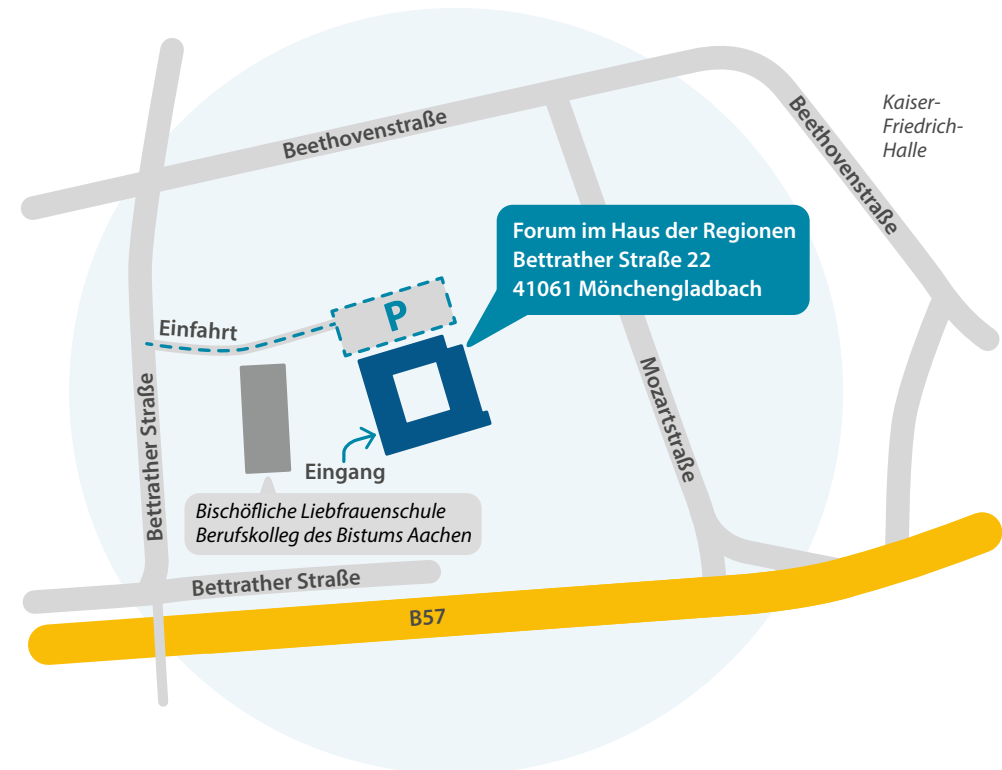 Beethovenstraße
Beethovenstraße
Kaiser-
Friedrich-
Halle
Forum im Haus der Regionen
Bettrather Straße 22
41061 Mönchengladbach
P
Einfahrt
Mozartstraße
Bettrather Straße
Eingang
Bischöfliche Liebfrauenschule
Berufskolleg des Bistums Aachen
Bettrather Straße
B57